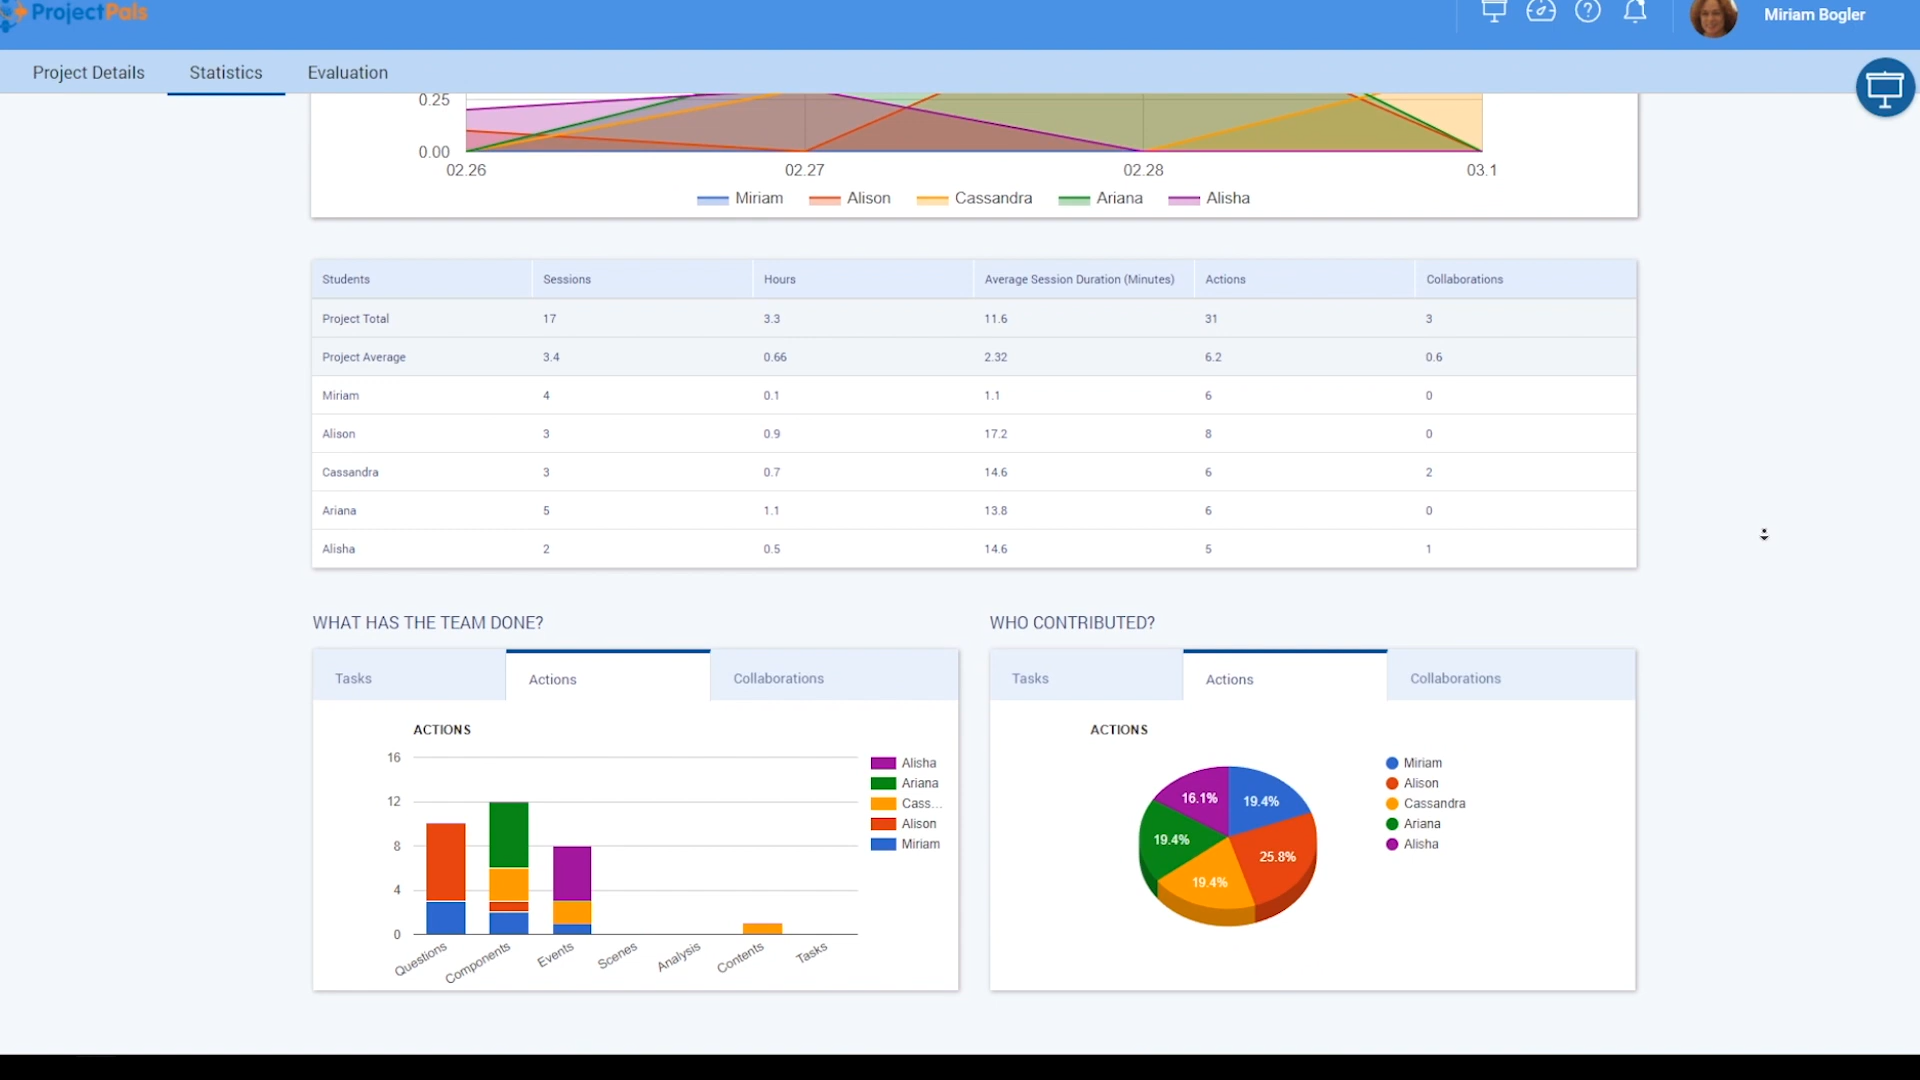 ProjectPals
Miriam Bogler
Project Details Statistics Evaluation
0.25
0.00
02.26 02.27 02.28 03.1
Miriam Alison Cassandra Ariana Alisha
Students Sessions Hours Average Session Duration (Minutes) Actions Collaborations
Project Total 17 3.3 11.6 31 3
Project Average 3.4 0.66 2.32 6.2 0.6
Miriam 4 0.1 1.1 6 0
Alison 3 0.9 17.2 8 0
Cassandra 3 0.7 14.6 6 2
Ariana 5 1.1 13.8 6 0
Alisha 2 0.5 14.6 5 1
WHAT HAS THE TEAM DONE?
Tasks Actions Collaborations
ACTIONS
16
12
8
4
0
Questions Components Events Scenes Analysis Contents Tasks
Alisha
Ariana
Cass...
Alison
Miriam
WHO CONTRIBUTED?
Tasks Actions Collaborations
ACTIONS
16.1% 19.4%
19.4% 25.8%
19.4%
Miriam
Alison
Cassandra
Ariana
Alisha